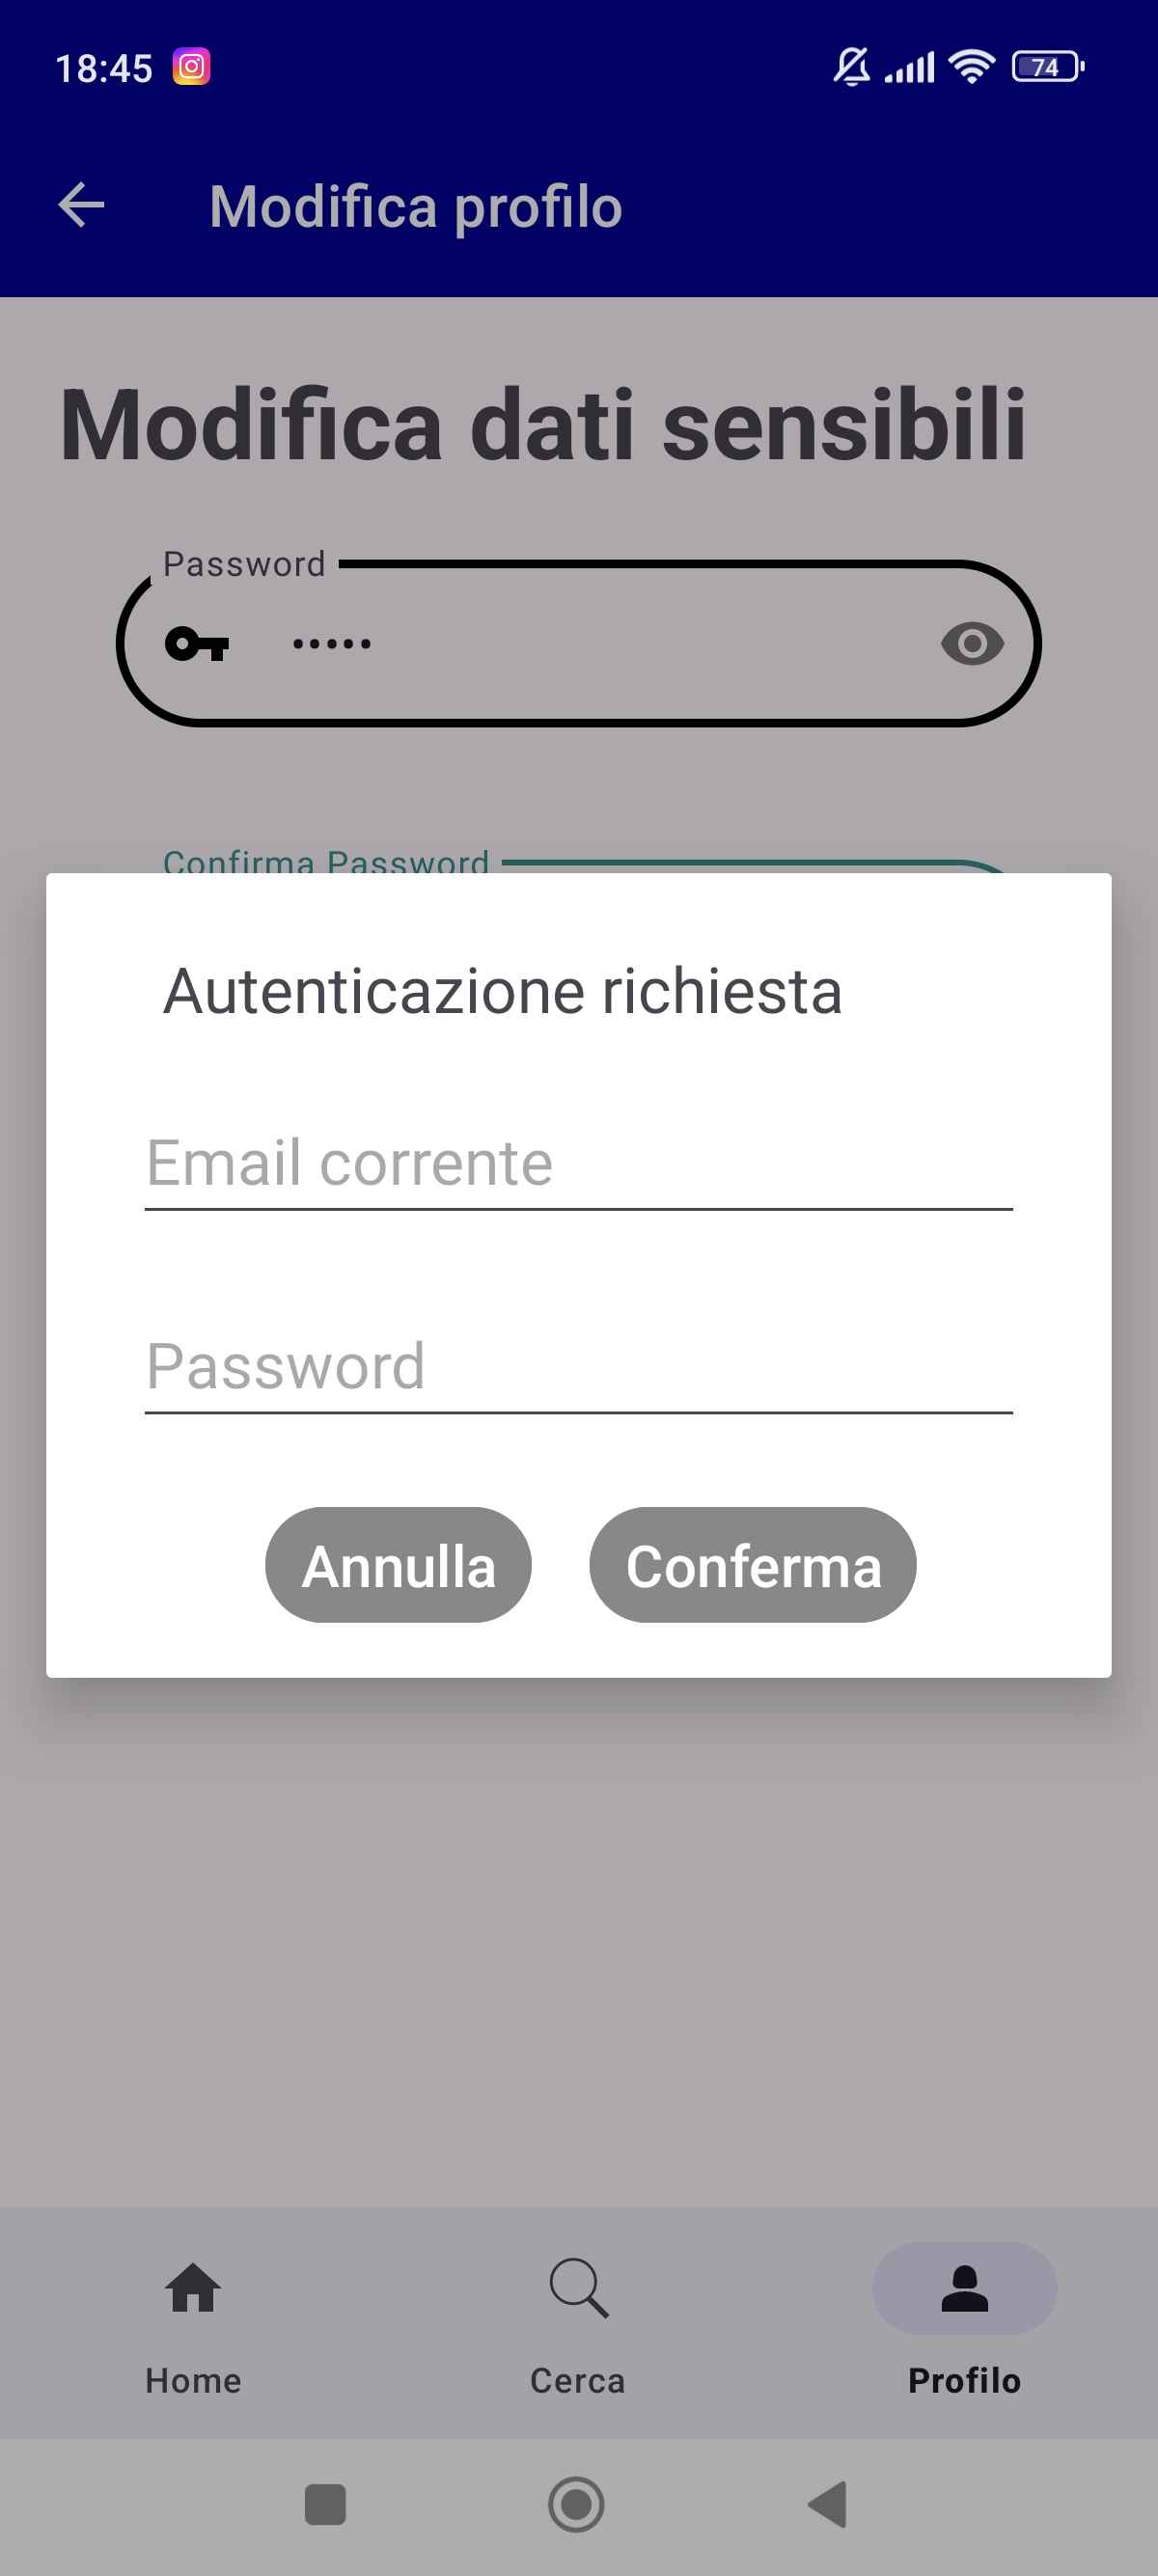 18:45
74
Modifica profilo
Modifica dati sensibili
Password
•••••
Confirma Password
Autenticazione richiesta
Email corrente
Password
Annulla Conferma
Home Cerca Profilo